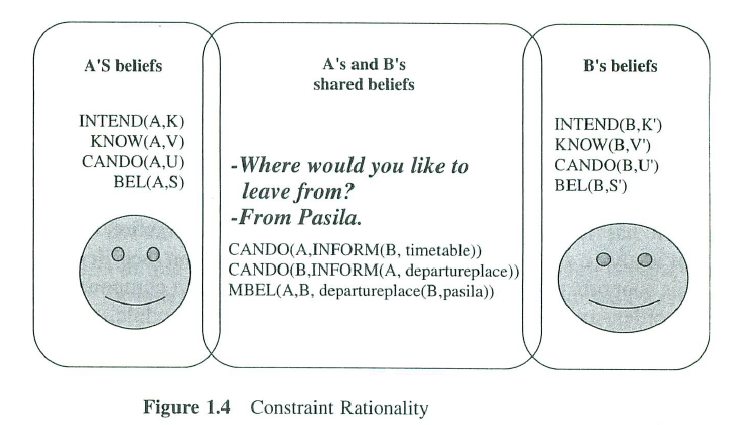 A'S beliefs
INTEND(A,K)
KNOW(A,V)
CANDO(A,U)
BEL(A,S)
A's and B's
shared beliefs
-Where would you like to
leave from?
-From Pasila.
CANDO(A,INFORM(B, timetable))
CANDO(B,INFORM(A, departureplace))
MBEL(A,B, departureplace(B,pasila))
B's beliefs
INTEND(B,K')
KNOW(B,V')
CANDO(B,U')
BEL(B,S')
Figure 1.4 Constraint Rationality